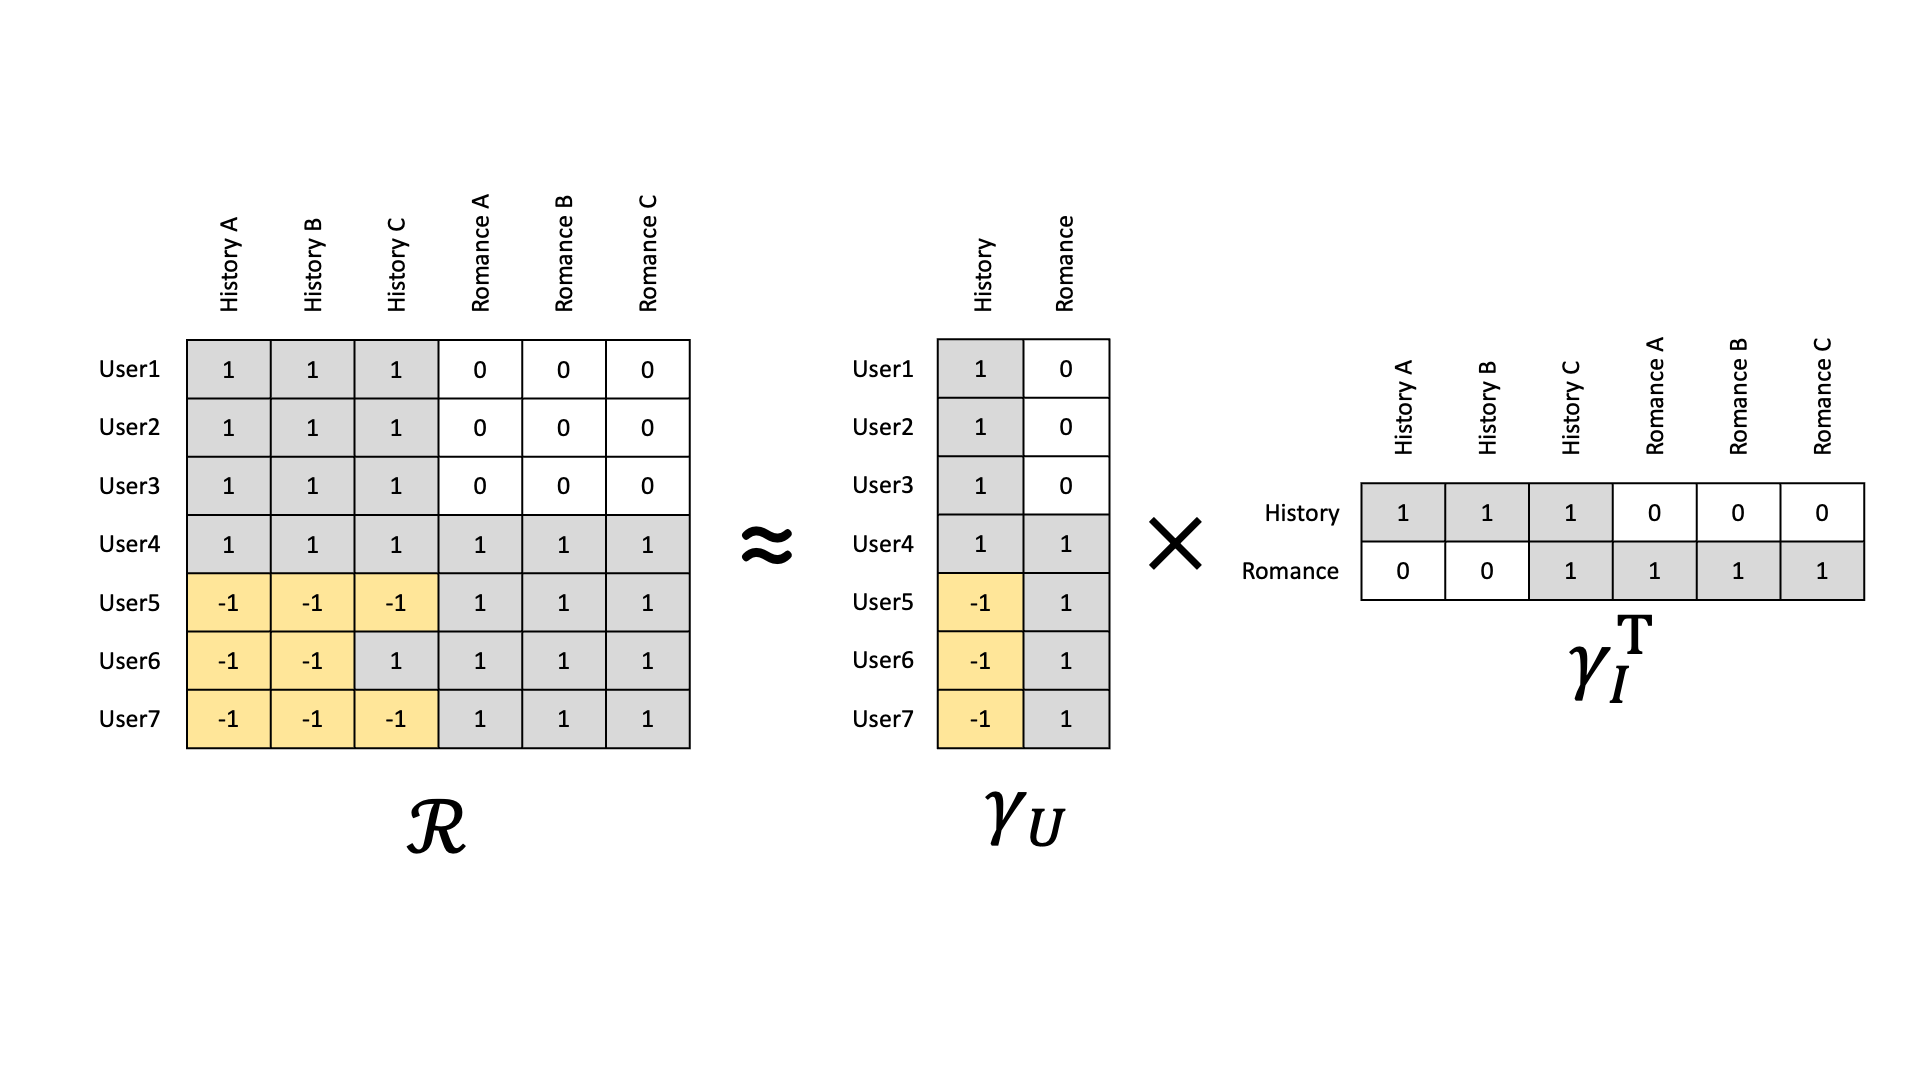 History A History B History C Romance A Romance B Romance C
User1 1 1 1 0 0 0
User2 1 1 1 0 0 0
User3 1 1 1 0 0 0
User4 1 1 1 1 1 1
User5 -1 -1 -1 1 1 1
User6 -1 -1 1 1 1 1
User7 -1 -1 -1 1 1 1
ℛ
≈
History Romance
User1 1 0
User2 1 0
User3 1 0
User4 1 1
User5 -1 1
User6 -1 1
User7 -1 1
γ_U
×
History A History B History C Romance A Romance B Romance C
History 1 1 1 0 0 0
Romance 0 0 1 1 1 1
γ_I^T